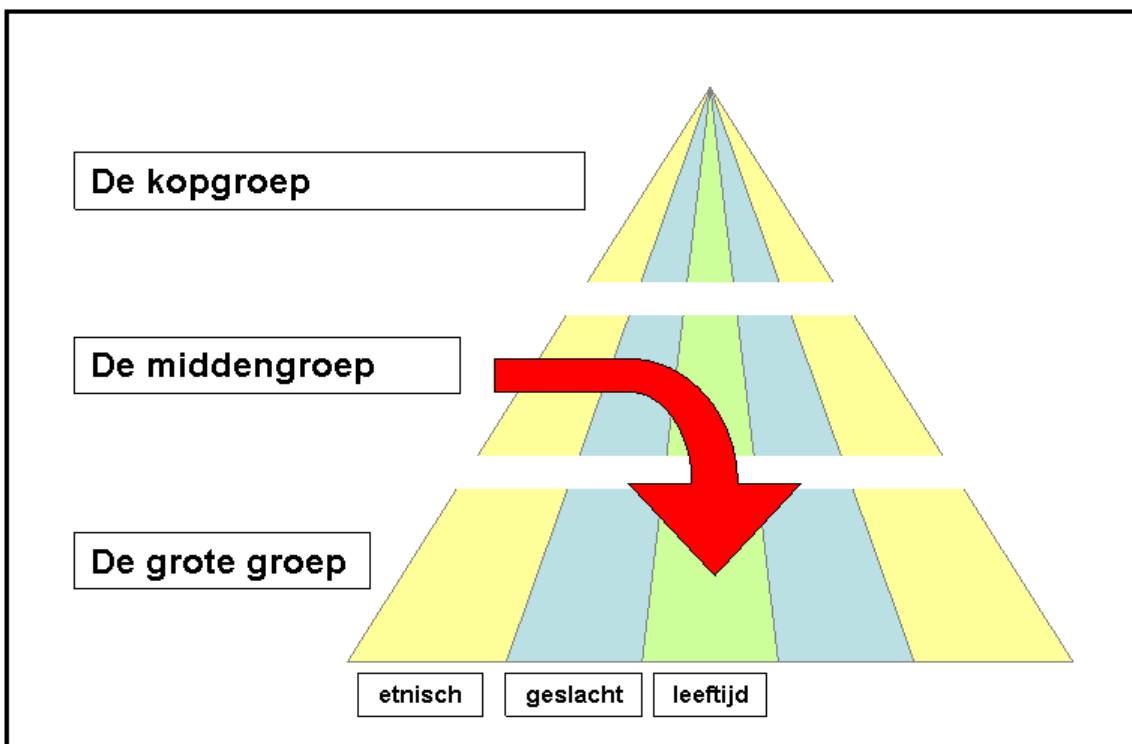 De kopgroep
De middengroep
De grote groep
etnisch
geslacht
leeftijd